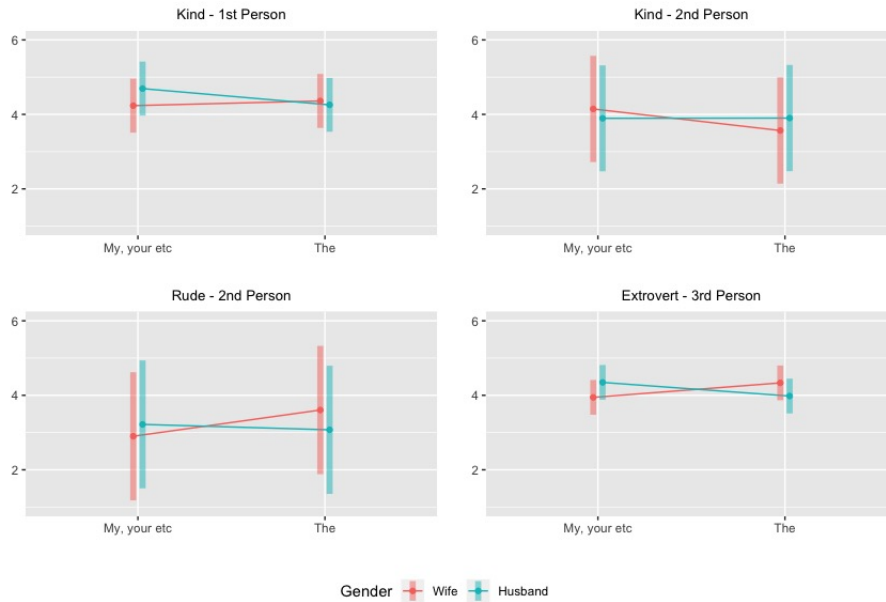 Kind - 1st Person
6
4
2
My, your etc The
Kind - 2nd Person
6
4
2
My, your etc The
Rude - 2nd Person
6
4
2
My, your etc The
Extrovert - 3rd Person
6
4
2
My, your etc The
Gender Wife Husband